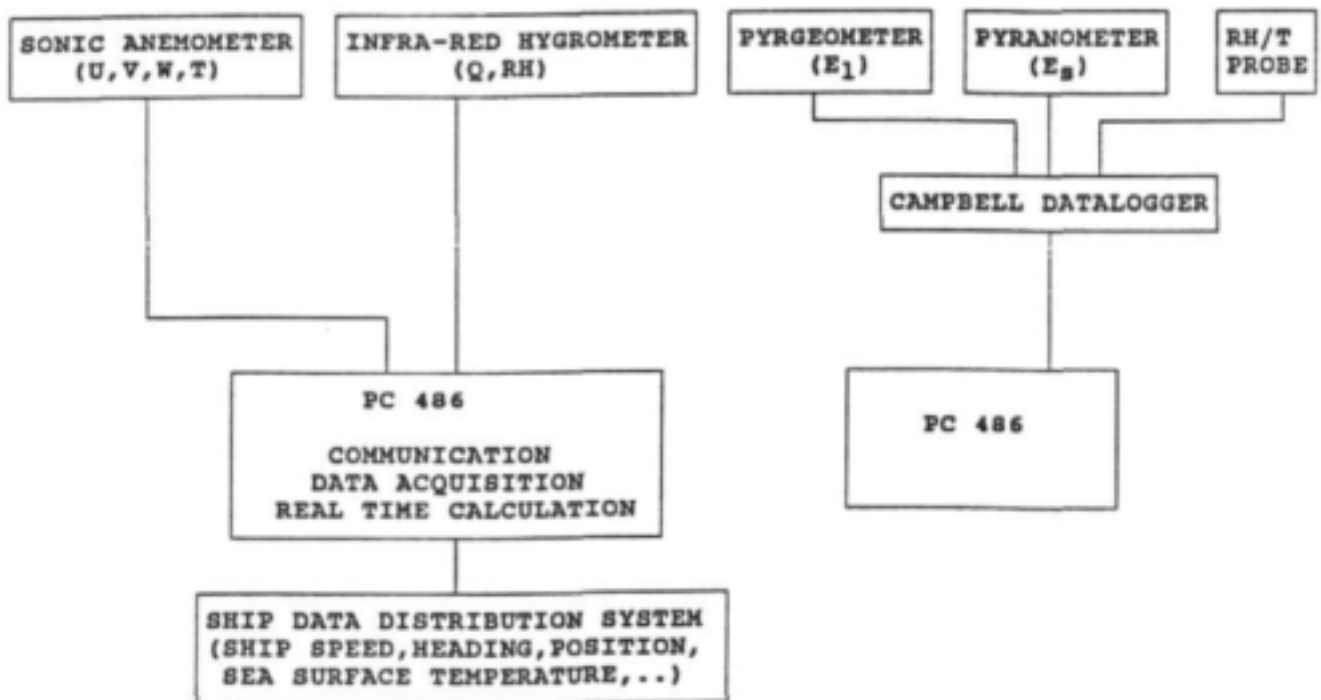 SONIC ANEMOMETER
(U,V,W,T)
INFRA-RED HYGROMETER
(Q,RH)
PYRGEOMETER
(E1)
PYRANOMETER
(Es)
RH/T
PROBE
CAMPBELL DATALOGGER
PC 486
COMMUNICATION
DATA ACQUISITION
REAL TIME CALCULATION
PC 486
SHIP DATA DISTRIBUTION SYSTEM
(SHIP SPEED,HEADING,POSITION,
SEA SURFACE TEMPERATURE,..)